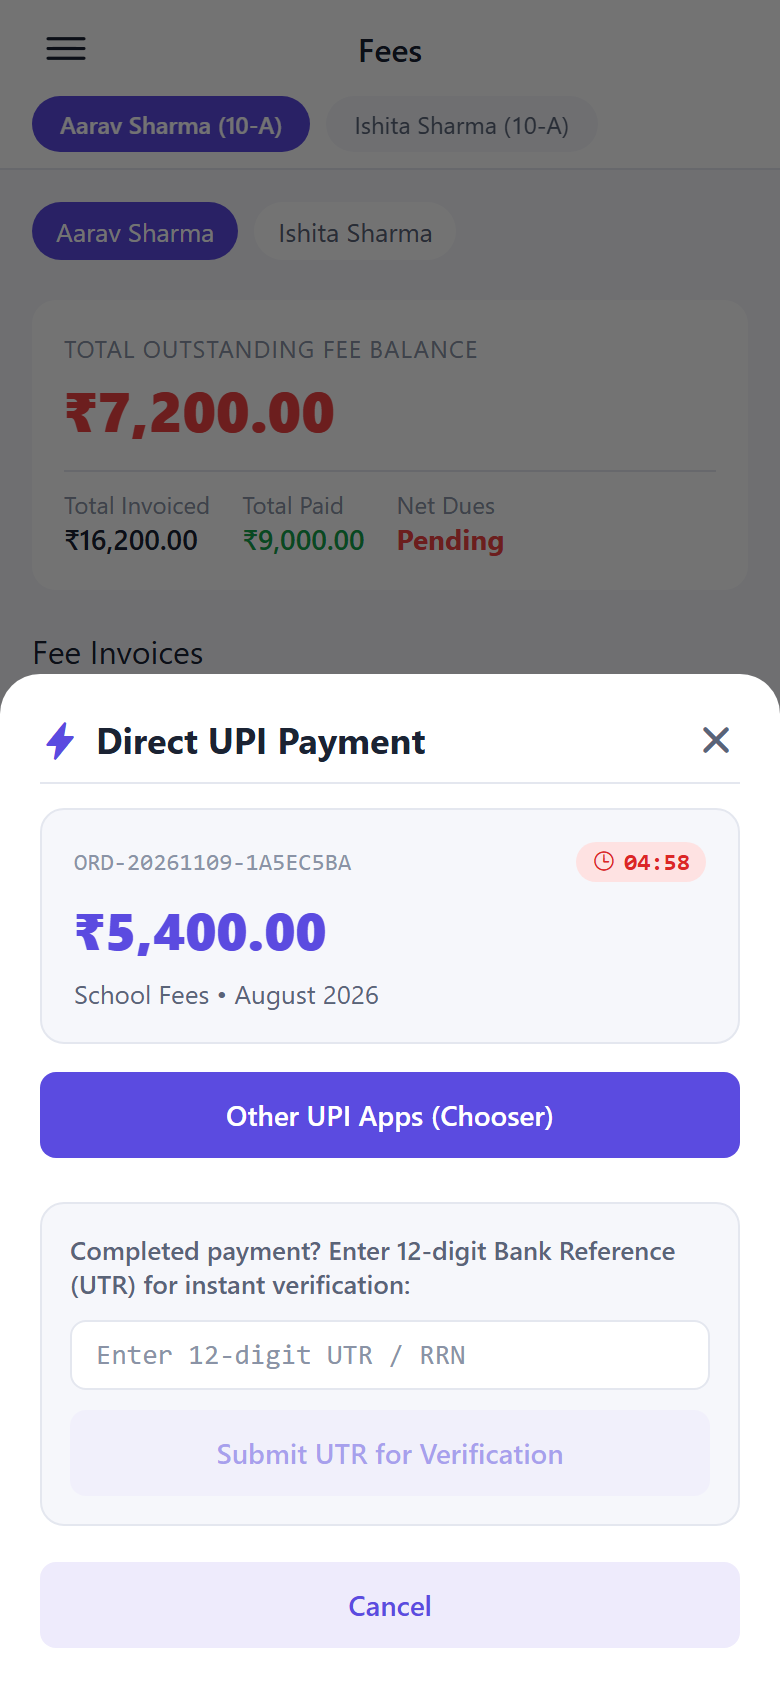 Fees
Aarav Sharma (10-A)
Ishita Sharma (10-A)
Aarav Sharma
Ishita Sharma
TOTAL OUTSTANDING FEE BALANCE
₹7,200.00
Total Invoiced
Total Paid
Net Dues
₹16,200.00
₹9,000.00
Pending
Fee Invoices
Direct UPI Payment
ORD-20261109-1A5EC5BA
04:58
₹5,400.00
School Fees • August 2026
Other UPI Apps (Chooser)
Completed payment? Enter 12-digit Bank Reference
(UTR) for instant verification:
Enter 12-digit UTR / RRN
Submit UTR for Verification
Cancel